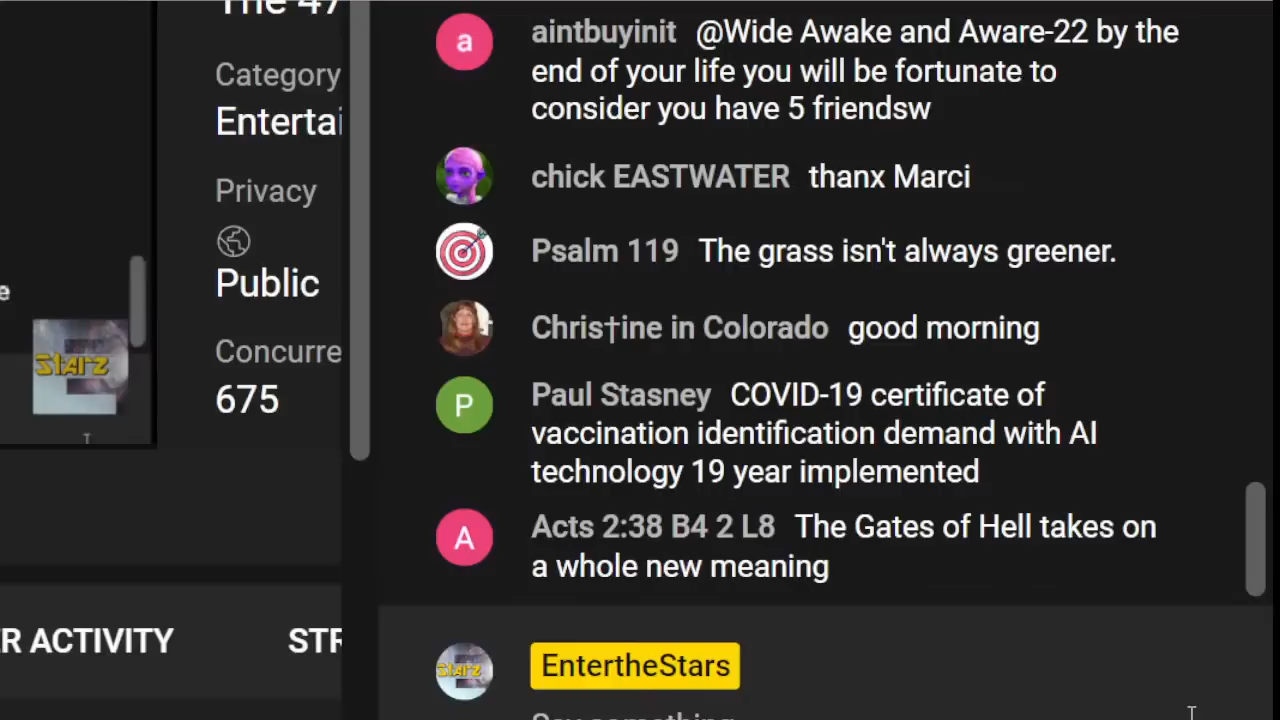 The 47
Category
Entertai
Privacy
Public
Concurre
675
R ACTIVITY
STR
e
STARZ
aintbuyinit @Wide Awake and Aware-22 by the
end of your life you will be fortunate to
consider you have 5 friendsw
chick EASTWATER thanx Marci
Psalm 119 The grass isn't always greener.
Chris†ine in Colorado good morning
P
Paul Stasney COVID-19 certificate of
vaccination identification demand with AI
technology 19 year implemented
A
Acts 2:38 B4 2 L8 The Gates of Hell takes on
a whole new meaning
STARZ
EntertheStars
Say something
a